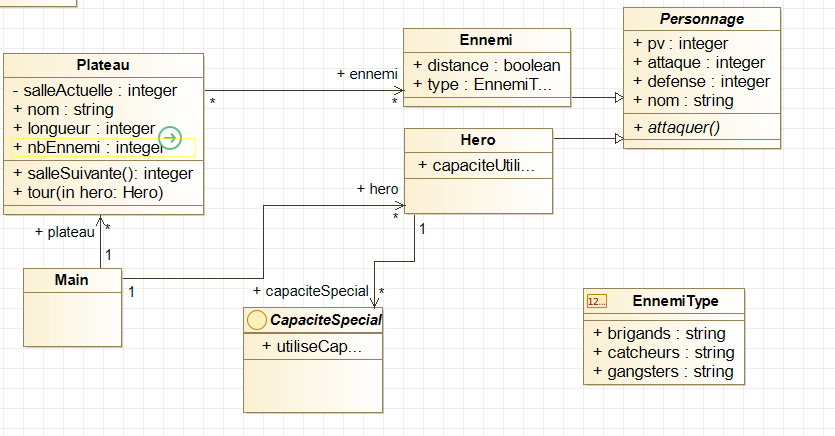 Plateau
- salleActuelle : integer
+ nom : string
+ longueur : integer
+ nbEnnemi : integer
+ salleSuivante(): integer
+ tour(in hero: Hero)
+ ennemi
*
*
Ennemi
+ distance : boolean
+ type : EnnemiT...
Personnage
+ pv : integer
+ attaque : integer
+ defense : integer
+ nom : string
+ attaquer()
Hero
+ capaciteUtili...
+ hero
*
1
+ plateau
*
1
Main
1
+ capaciteSpecial
*
CapaciteSpecial
+ utiliseCap...
12...
EnnemiType
+ brigands : string
+ catcheurs : string
+ gangsters : string